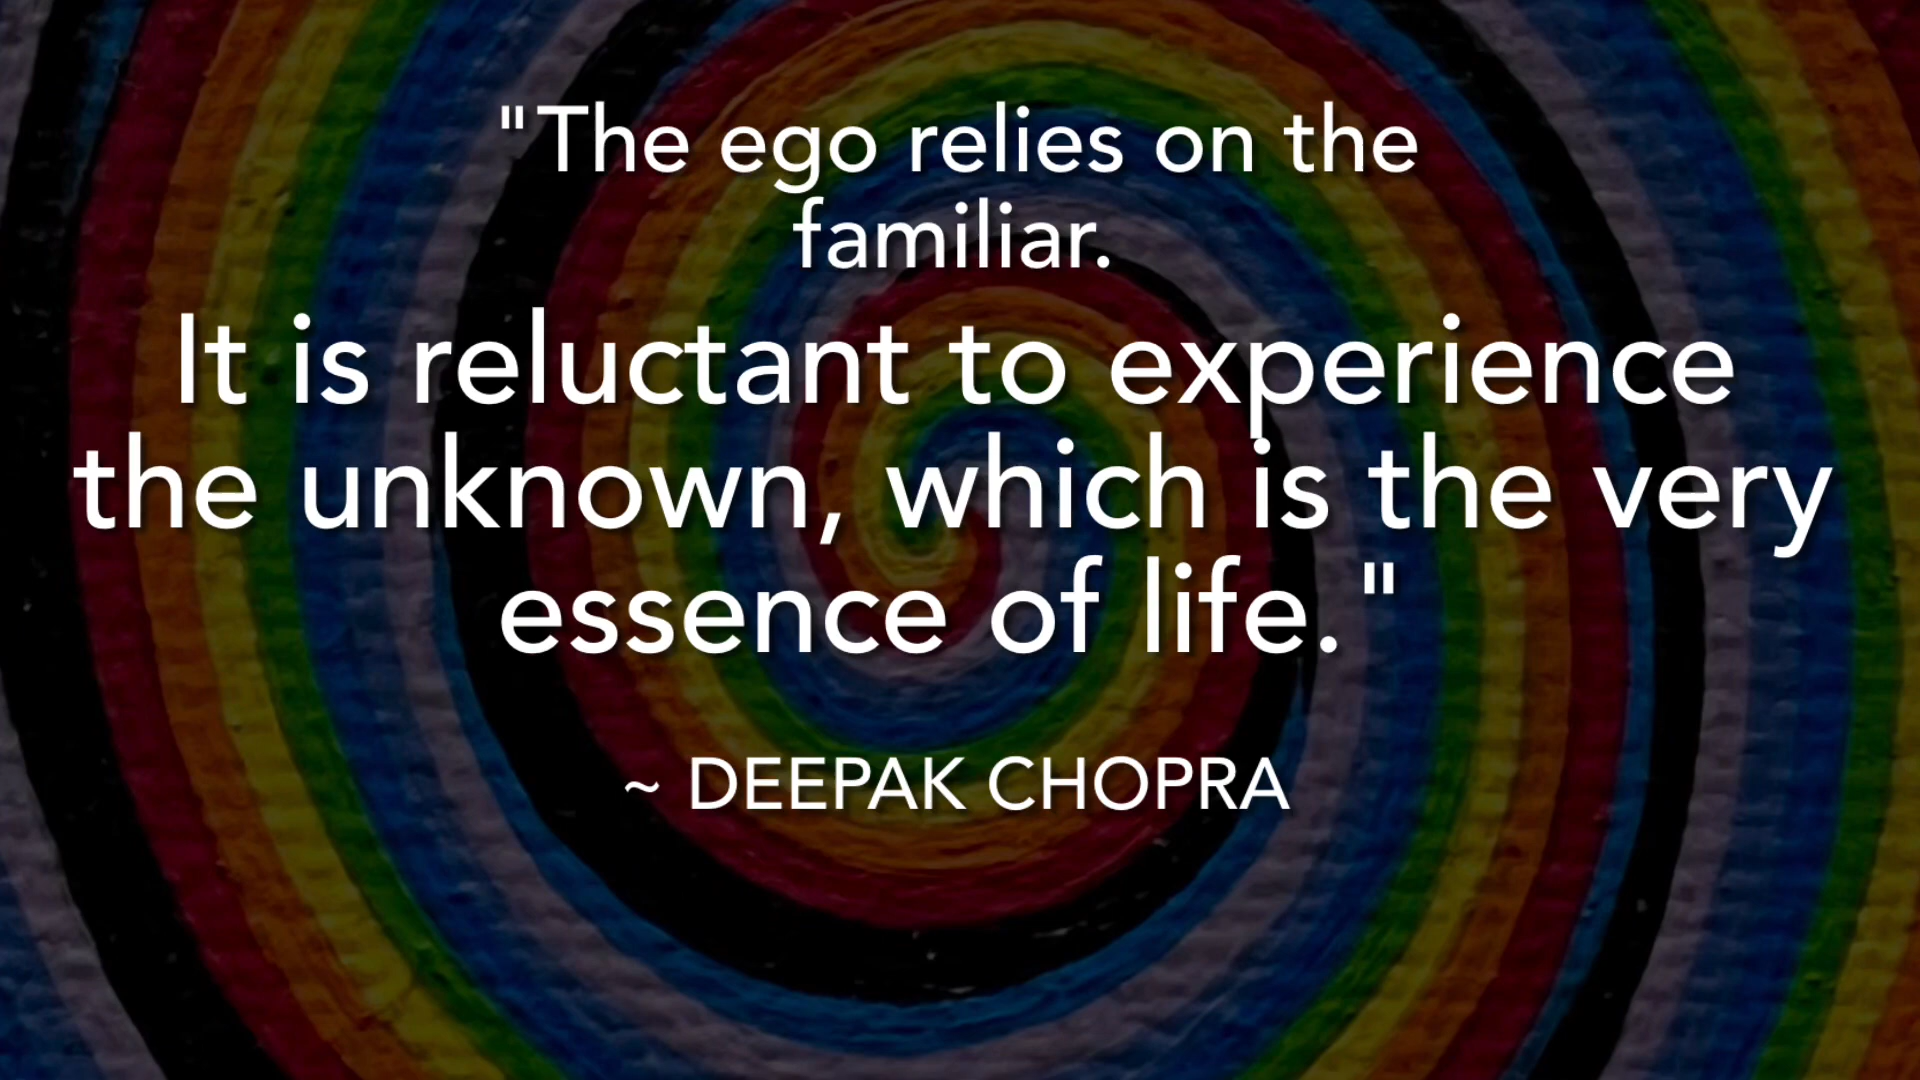 "The ego relies on the
familiar.
It is reluctant to experience
the unknown, which is the very
essence of life."
~ DEEPAK CHOPRA